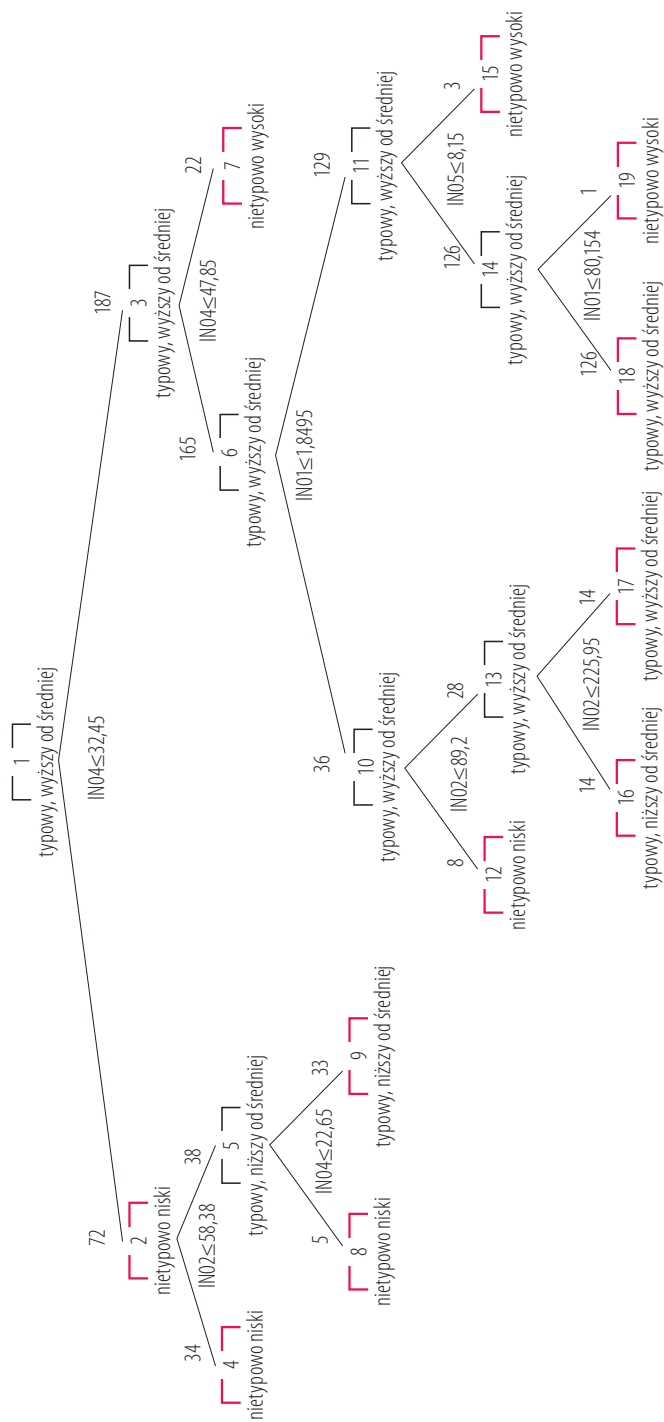 1
typowy, wyższy od średniej
IN04≤32,45
72
2
nietypowo niski
187
3
typowy, wyższy od średniej
IN02≤58,38
IN04≤47,85
34
4
nietypowo niski
38
5
typowy, niższy od średniej
165
6
typowy, wyższy od średniej
22
7
nietypowo wysoki
IN04≤22,65
IN01≤1,8495
5
8
nietypowo niski
33
9
typowy, niższy od średniej
36
10
typowy, wyższy od średniej
129
11
typowy, wyższy od średniej
IN02≤89,2
IN05≤8,15
8
12
nietypowo niski
28
13
typowy, wyższy od średniej
126
14
typowy, wyższy od średniej
3
15
nietypowo wysoki
IN02≤225,95
IN01≤80,154
14
16
typowy, niższy od średniej
14
17
typowy, wyższy od średniej
126
18
typowy, wyższy od średniej
1
19
nietypowo wysoki